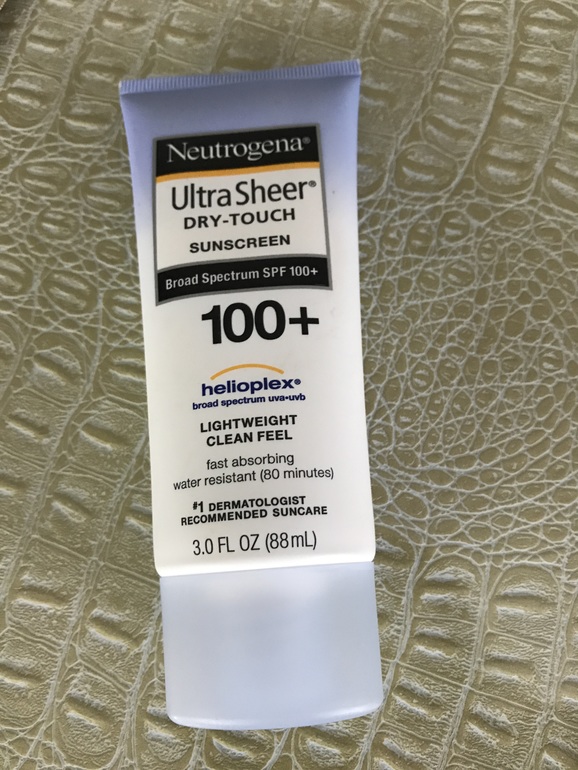 Neutrogena®
Ultra Sheer®
DRY-TOUCH
SUNSCREEN
Broad Spectrum SPF 100+
100+
helioplex®
broad spectrum uva•uvb
LIGHTWEIGHT
CLEAN FEEL
fast absorbing
water resistant (80 minutes)
#1 DERMATOLOGIST
RECOMMENDED SUNCARE
3.0 FL OZ (88mL)